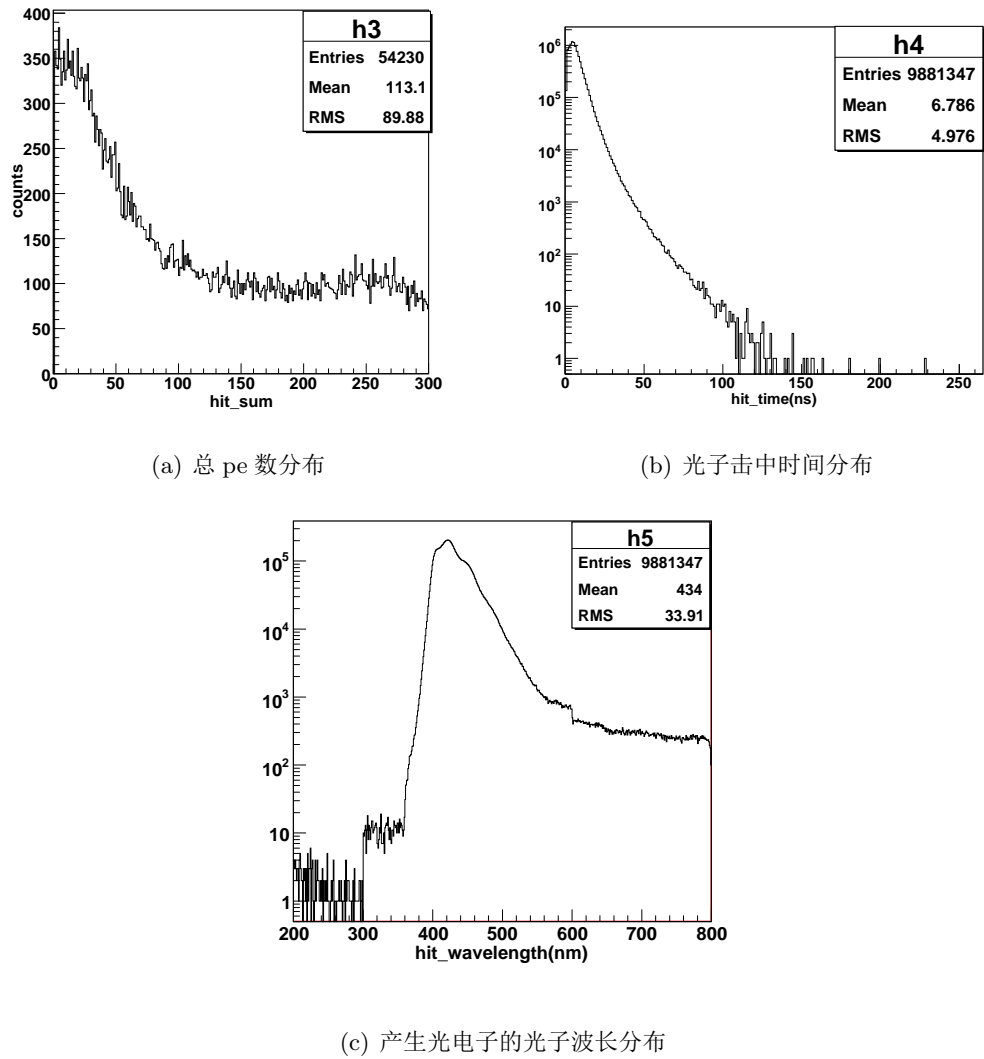 h3
Entries 54230
Mean 113.1
RMS 89.88
counts
400
350
300
250
200
150
100
50
0
0 50 100 150 200 250 300
hit_sum
(a) 总 pe 数分布
h4
Entries 9881347
Mean 6.786
RMS 4.976
10⁶
10⁵
10⁴
10³
10²
10
1
0 50 100 150 200 250
hit_time(ns)
(b) 光子击中时间分布
h5
Entries 9881347
Mean 434
RMS 33.91
10⁵
10⁴
10³
10²
10
1
200 300 400 500 600 700 800
hit_wavelength(nm)
(c) 产生光电子的光子波长分布